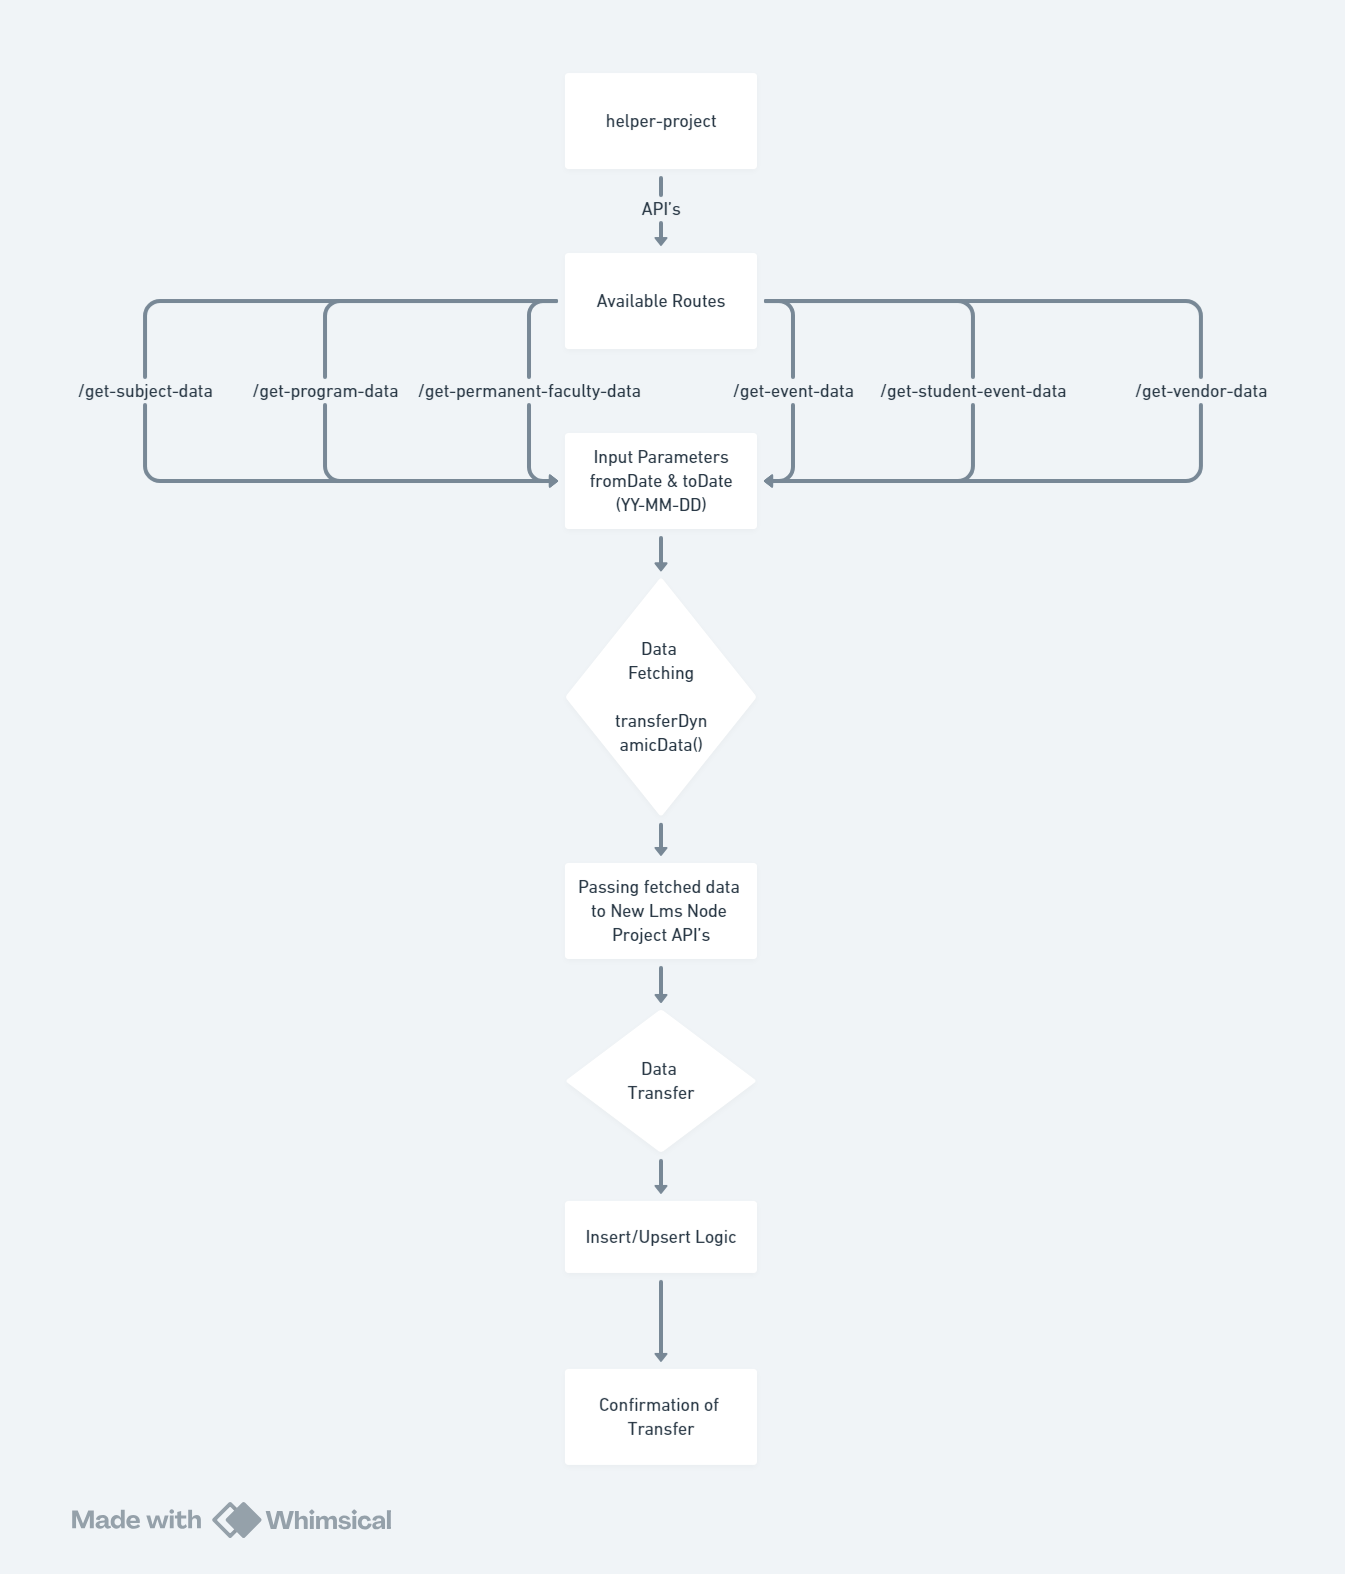 helper-project
API's
Available Routes
/get-subject-data
/get-program-data
/get-permanent-faculty-data
/get-event-data
/get-student-event-data
/get-vendor-data
Input Parameters
fromDate & toDate
(YY-MM-DD)
Data
Fetching
transferDyn
amicData()
Passing fetched data
to New Lms Node
Project API's
Data
Transfer
Insert/Upsert Logic
Confirmation of
Transfer
Made with Whimsical